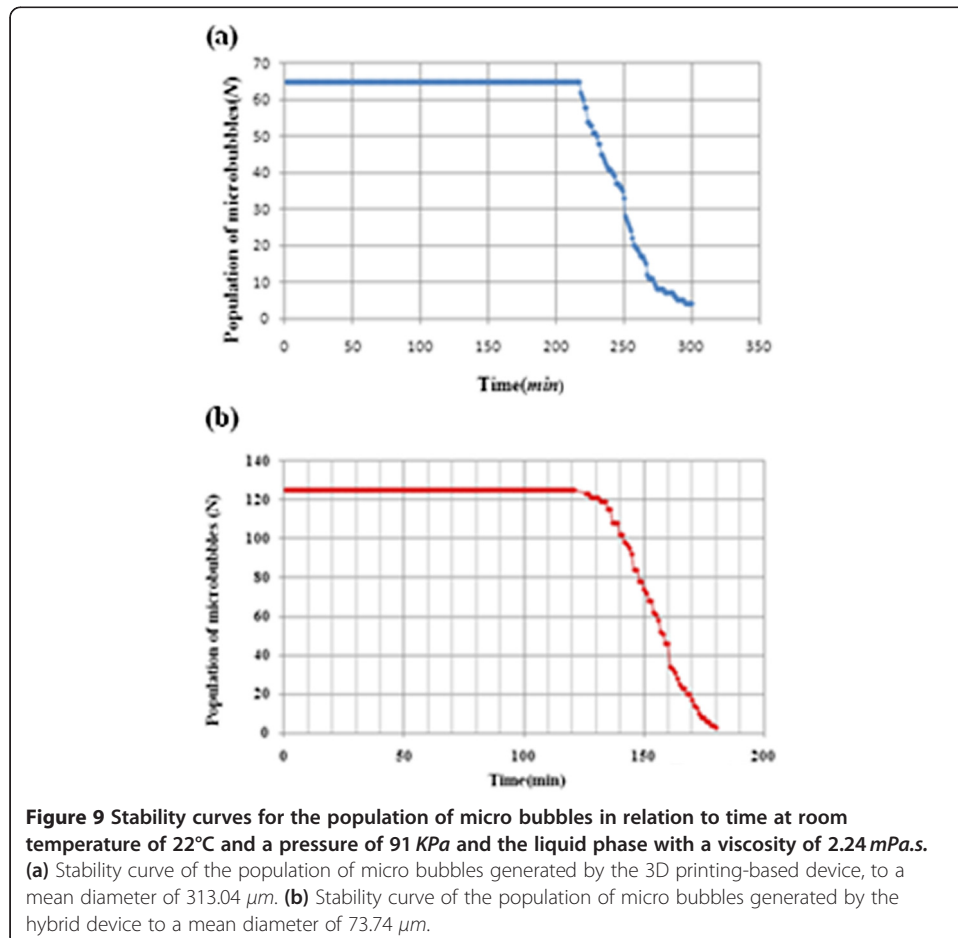 (a)
70
60
50
40
30
20
10
0
Population of microbubbles(N)
0 50 100 150 200 250 300 350
Time(min)
(b)
140
120
100
80
60
40
20
0
Population of microbubbles (N)
0 50 100 150 200
Time(min)
Figure 9 Stability curves for the population of micro bubbles in relation to time at room
temperature of 22°C and a pressure of 91 KPa and the liquid phase with a viscosity of 2.24 mPa.s.
(a) Stability curve of the population of micro bubbles generated by the 3D printing-based device, to a
mean diameter of 313.04 μm. (b) Stability curve of the population of micro bubbles generated by the
hybrid device to a mean diameter of 73.74 μm.